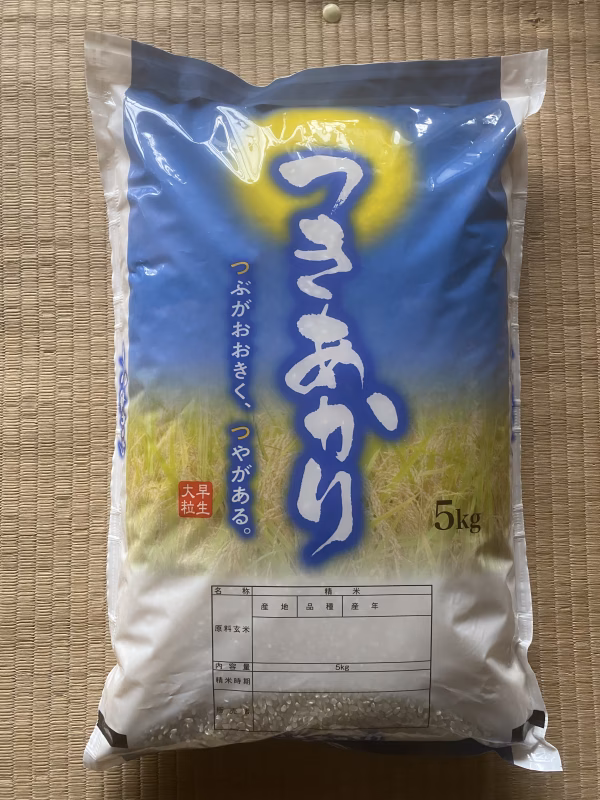 つきあかり
つぶがおおきく、つやがある。
早生
大粒
5kg
名 称 精 米
産 地 品 種 産 年
原料玄米
内 容 量 5kg
精米時期